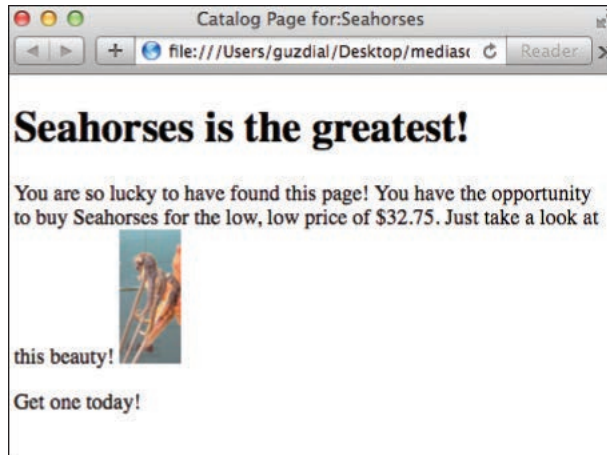 Catalog Page for:Seahorses
file:///Users/guzdial/Desktop/mediasc
Reader
Seahorses is the greatest!
You are so lucky to have found this page! You have the opportunity
to buy Seahorses for the low, low price of $32.75. Just take a look at
this beauty!
Get one today!